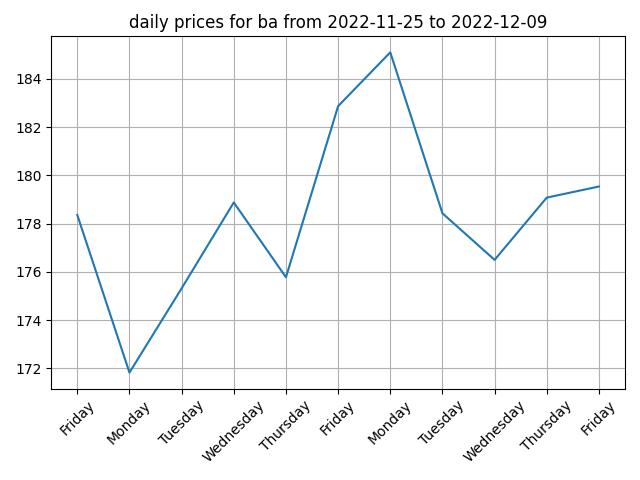 daily prices for ba from 2022-11-25 to 2022-12-09
184
182
180
178
176
174
172
Friday
Monday
Tuesday
Wednesday
Thursday
Friday
Monday
Tuesday
Wednesday
Thursday
Friday